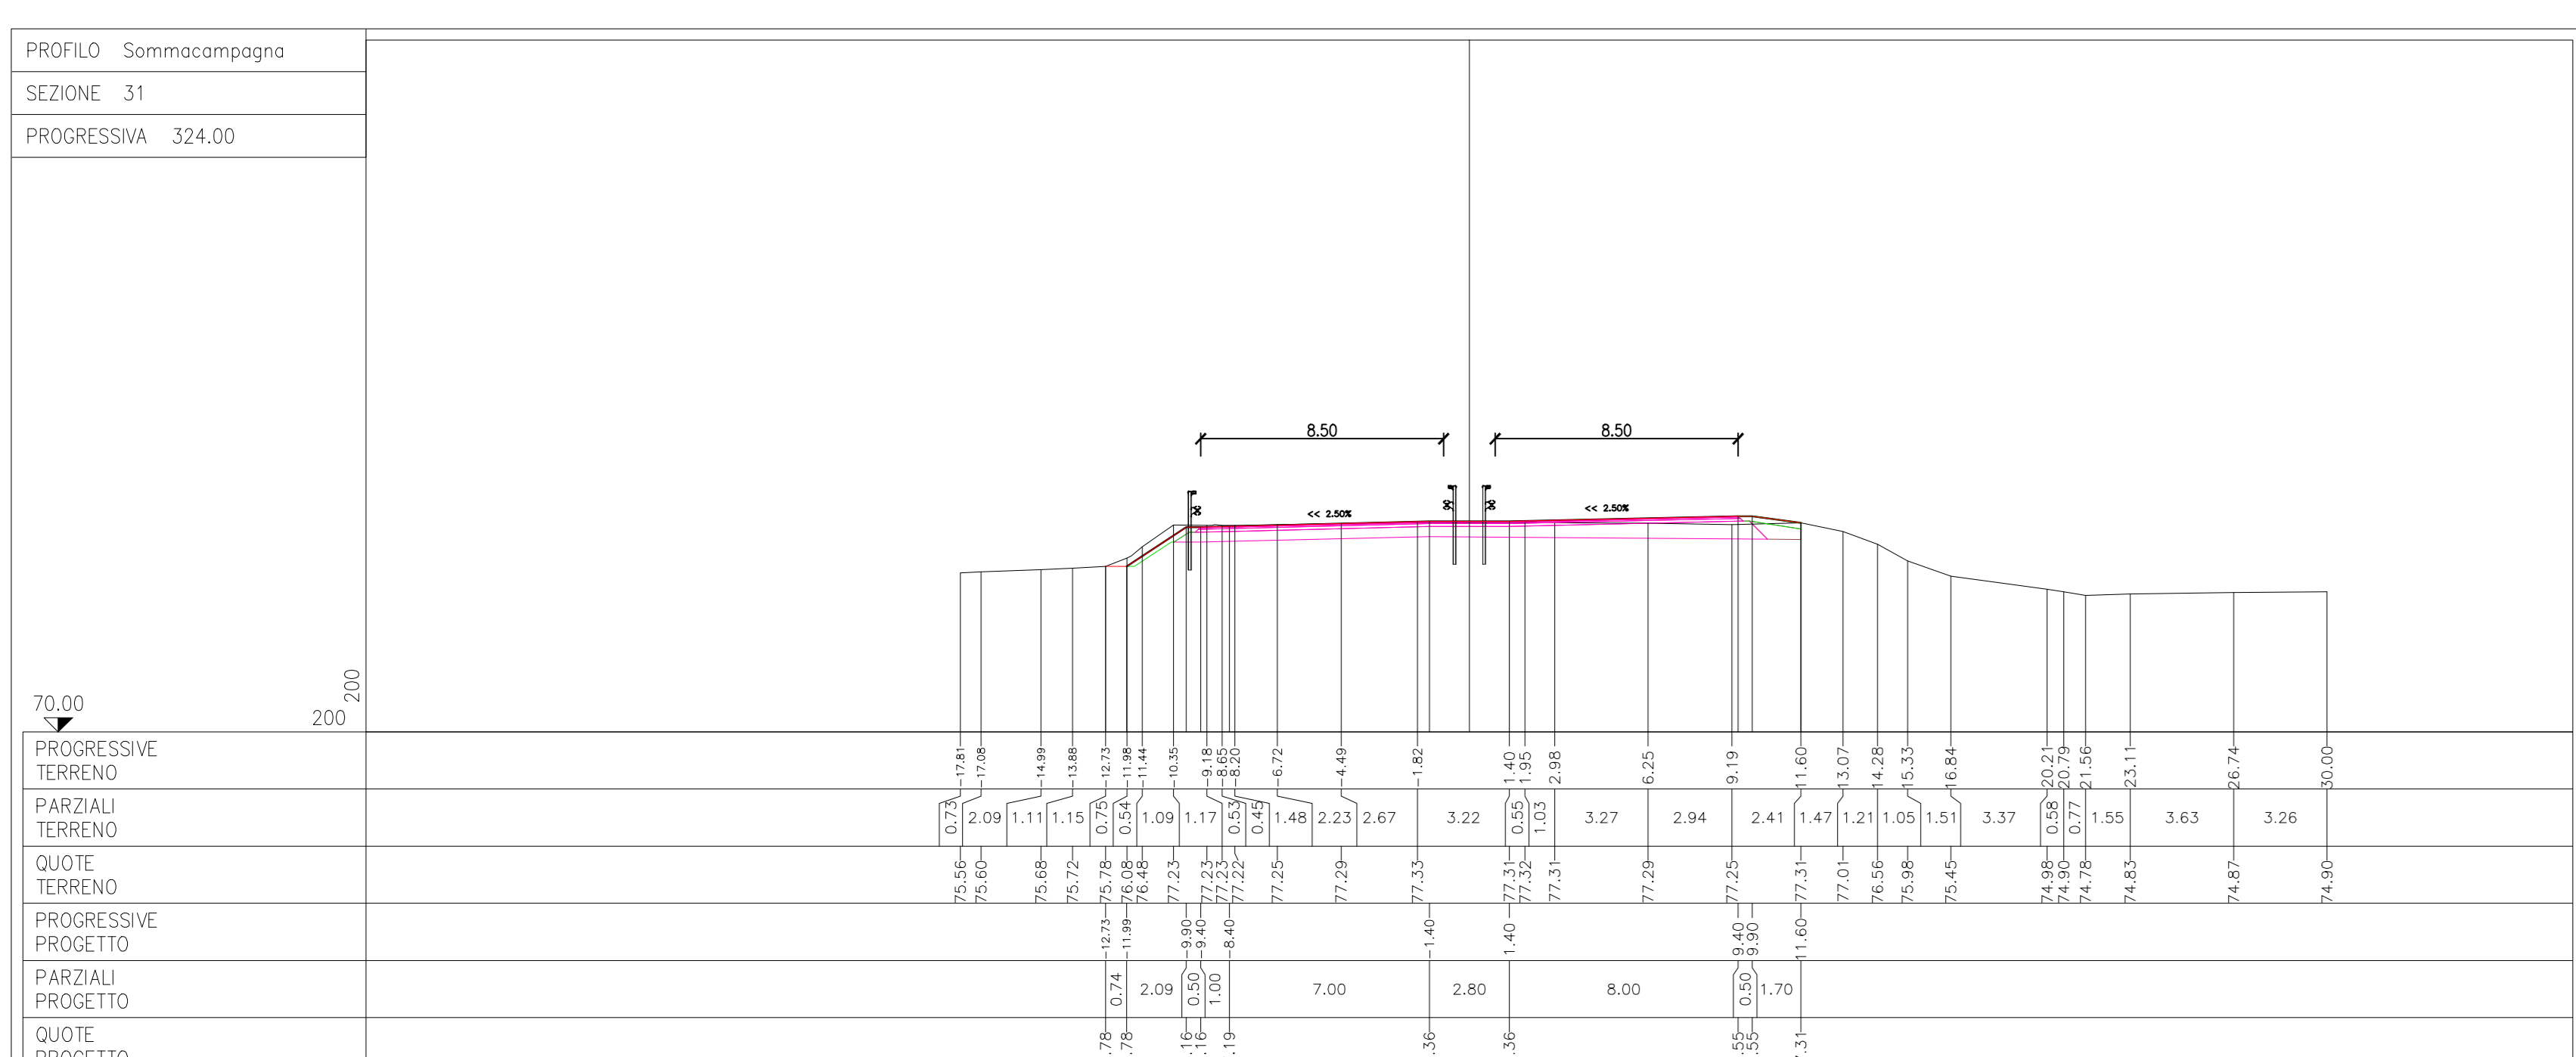 PROFILO Sommacampagna
SEZIONE 31
PROGRESSIVA 324.00
8.50 8.50
<< 2.50% << 2.50%
200
70.00
200
PROGRESSIVE
TERRENO
-17.81 -17.08 -14.99 -13.88 -12.73 -11.98 -11.44 -10.35 -9.18 -8.65 -8.20 -6.72 -4.49 -1.82 1.40 1.95 2.98 6.25 9.19 11.60 13.07 14.28 15.33 16.84 20.21 20.79 21.56 23.11 26.74 30.00
PARZIALI
TERRENO
0.73 2.09 1.11 1.15 0.75 0.54 1.09 1.17 0.53 0.45 1.48 2.23 2.67 3.22 0.55 1.03 3.27 2.94 2.41 1.47 1.21 1.05 1.51 3.37 0.58 0.77 1.55 3.63 3.26
QUOTE
TERRENO
75.56 75.60 75.68 75.72 75.78 76.08 76.48 77.23 77.23 77.23 77.22 77.25 77.29 77.33 77.31 77.32 77.31 77.29 77.25 77.31 77.01 76.56 75.98 75.45 74.98 74.90 74.78 74.83 74.87 74.90
PROGRESSIVE
PROGETTO
-12.73 -11.99 -9.90 -9.40 -8.40 -1.40 1.40 9.40 9.90 11.60
PARZIALI
PROGETTO
0.74 2.09 0.50 1.00 7.00 2.80 8.00 0.50 1.70
QUOTE
PROGETTO
.78 .78 .16 .16 .19 .36 .36 .55 .55 .31